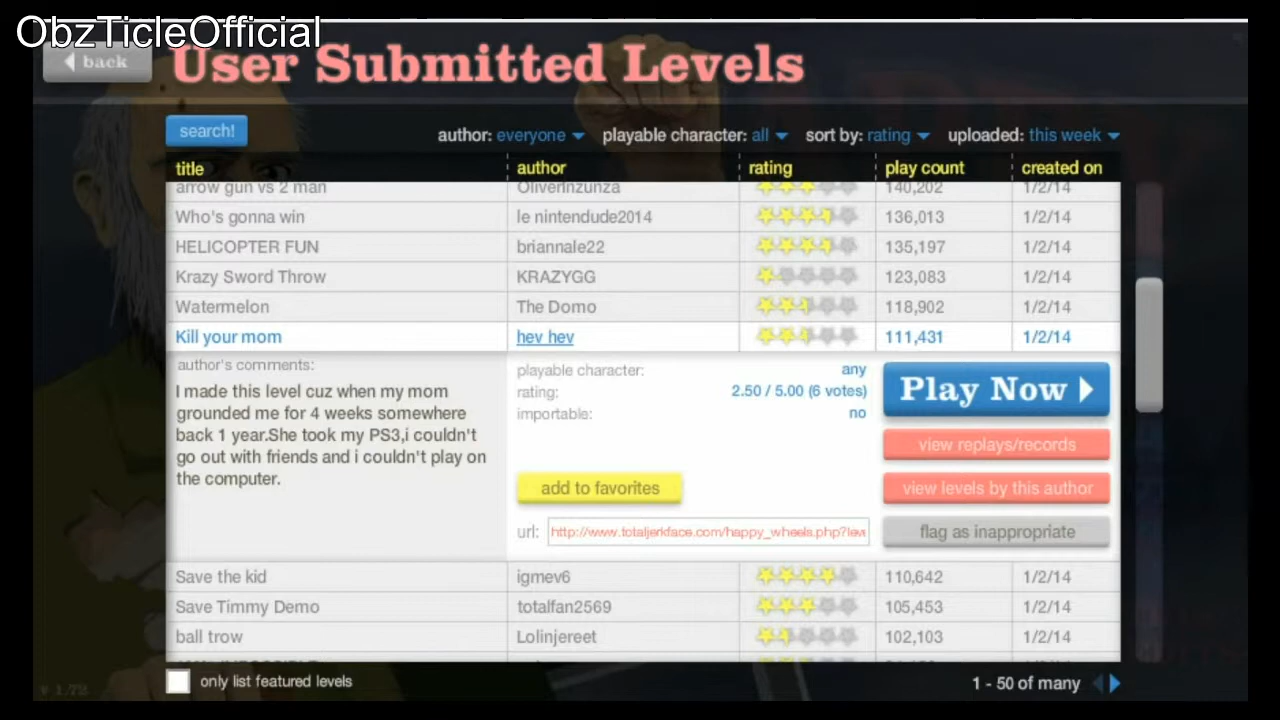 ObzTicleOfficial
back
User Submitted Levels
search!
author: everyone playable character: all sort by: rating uploaded: this week
title author rating play count created on
arrow gun vs 2 man OliverInzunza 140,202 1/2/14
Who's gonna win le nintendude2014 136,013 1/2/14
HELICOPTER FUN briannale22 135,197 1/2/14
Krazy Sword Throw KRAZYGG 123,083 1/2/14
Watermelon The Domo 118,902 1/2/14
Kill your mom hev hev 111,431 1/2/14
author's comments:
I made this level cuz when my mom
grounded me for 4 weeks somewhere
back 1 year.She took my PS3,i couldn't
go out with friends and i couldn't play on
the computer.
playable character: any
rating: 2.50 / 5.00 (6 votes)
importable: no
add to favorites
url: http://www.totaljerkface.com/happy_wheels.php?leve
Play Now
view replays/records
view levels by this author
flag as inappropriate
Save the kid igmev6 110,642 1/2/14
Save Timmy Demo totalfan2569 105,453 1/2/14
ball trow Lolinjereet 102,103 1/2/14
only list featured levels 1 - 50 of many
v 1.72